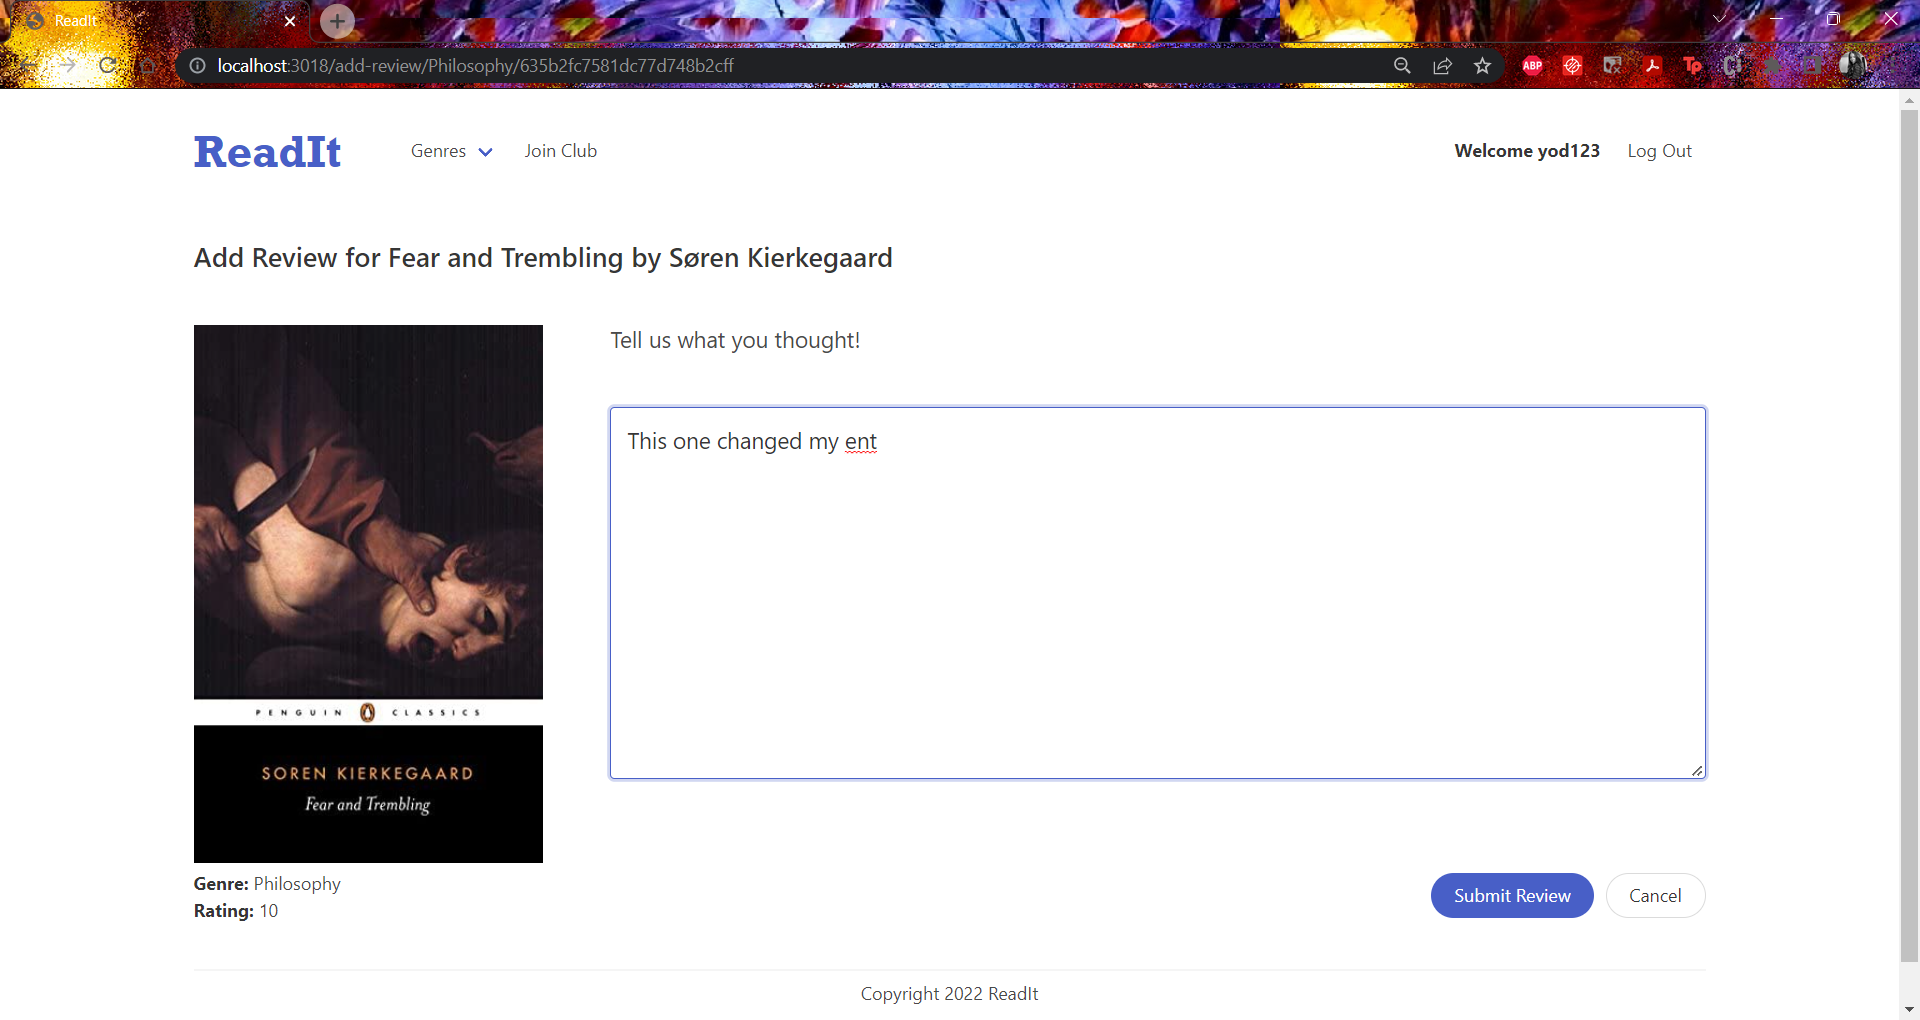 ReadIt
localhost:3018/add-review/Philosophy/635b2fc7581dc77d748b2cff
ABP
Tp
ReadIt
Genres
Join Club
Welcome yod123
Log Out
Add Review for Fear and Trembling by Søren Kierkegaard
Tell us what you thought!
This one changed my ent
PENGUIN CLASSICS
SOREN KIERKEGAARD
Fear and Trembling
Genre: Philosophy
Rating: 10
Submit Review
Cancel
Copyright 2022 ReadIt